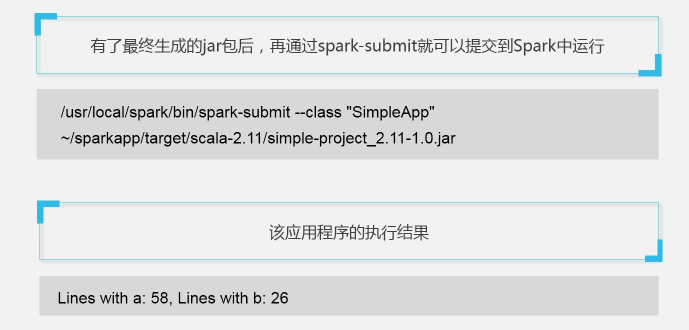 有了最终生成的jar包后，再通过spark-submit就可以提交到Spark中运行
/usr/local/spark/bin/spark-submit --class "SimpleApp"
~/sparkapp/target/scala-2.11/simple-project_2.11-1.0.jar
该应用程序的执行结果
Lines with a: 58, Lines with b: 26